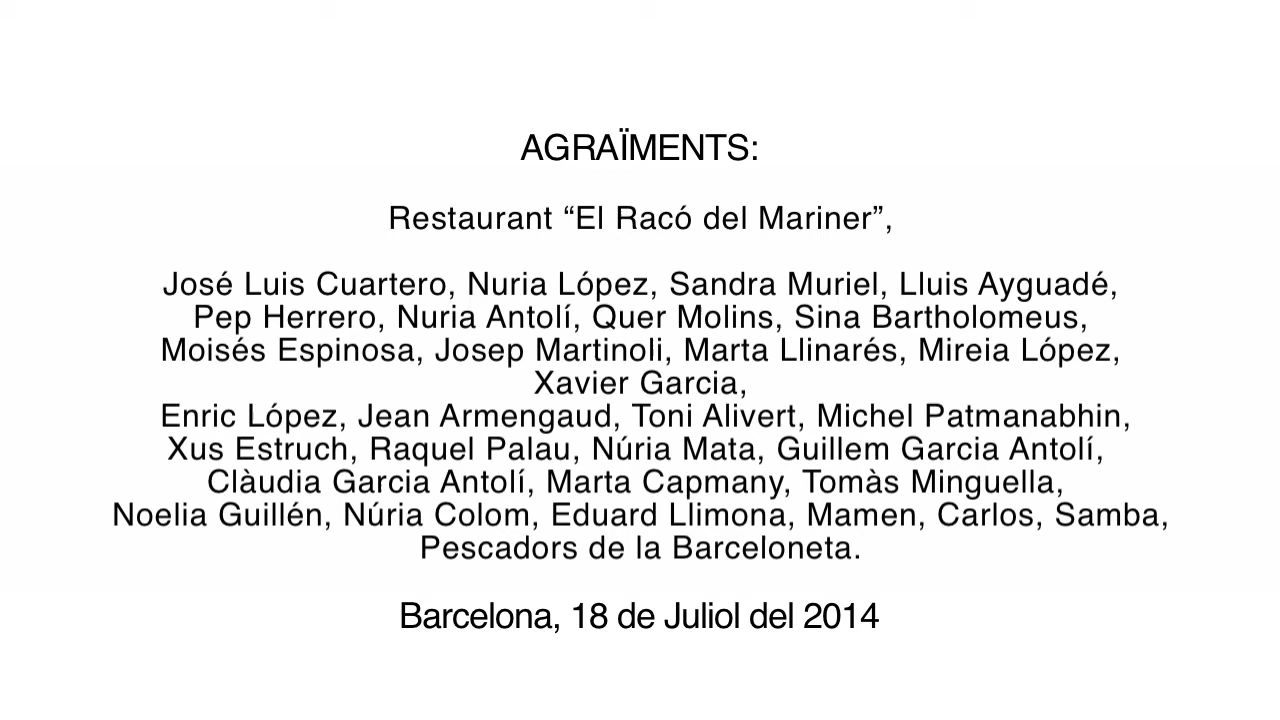 AGRAÏMENTS:
Restaurant “El Racó del Mariner”,
José Luis Cuartero, Nuria López, Sandra Muriel, Lluis Ayguadé,
Pep Herrero, Nuria Antolí, Quer Molins, Sina Bartholomeus,
Moisés Espinosa, Josep Martinoli, Marta Llinarés, Mireia López,
Xavier Garcia,
Enric López, Jean Armengaud, Toni Alivert, Michel Patmanabhin,
Xus Estruch, Raquel Palau, Núria Mata, Guillem Garcia Antolí,
Clàudia Garcia Antolí, Marta Capmany, Tomàs Minguella,
Noelia Guillén, Núria Colom, Eduard Llimona, Mamen, Carlos, Samba,
Pescadors de la Barceloneta.
Barcelona, 18 de Juliol del 2014